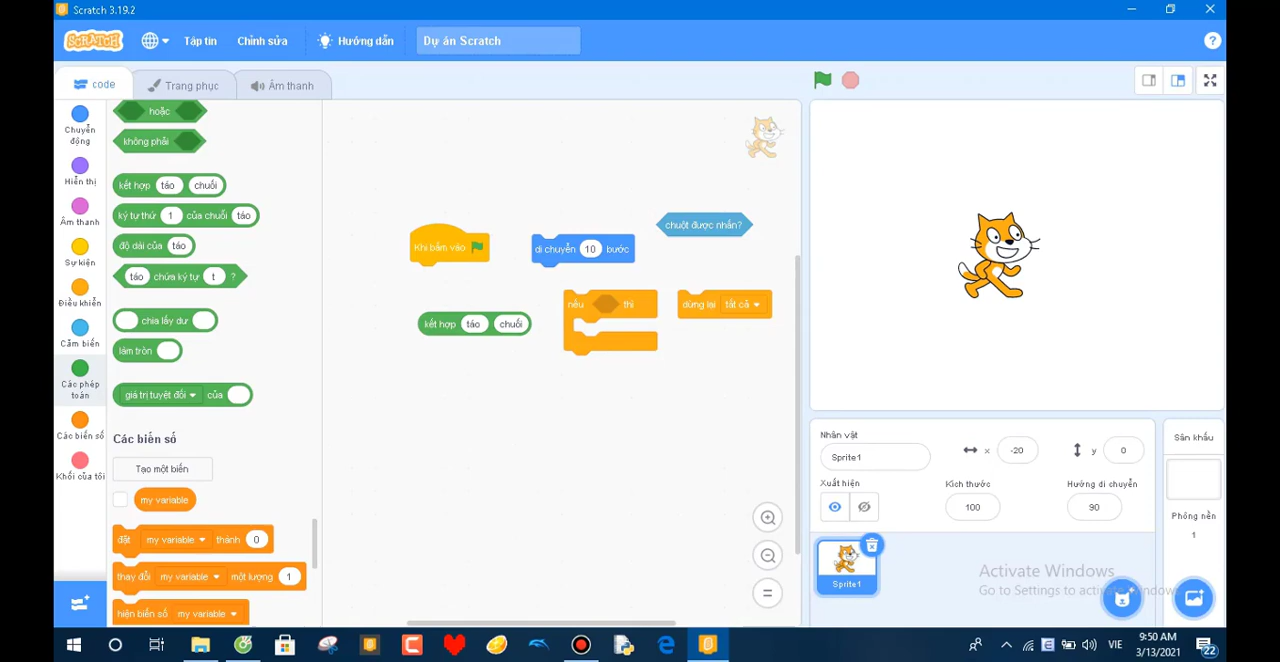 Scratch 3.19.2
SCRATCH
Tập tin
Chỉnh sửa
Hướng dẫn
Dự án Scratch
?
code
Trang phục
Âm thanh
Chuyển động
Hiển thị
Âm thanh
Sự kiện
Điều khiển
Cảm biến
Các phép toán
Các biến số
Khối của tôi
hoặc
không phải
kết hợp táo chuối
ký tự thứ 1 của chuỗi táo
độ dài của táo
táo chứa ký tự t ?
chia lấy dư
làm tròn
giá trị tuyệt đối của
Các biến số
Tạo một biến
my variable
đặt my variable thành 0
thay đổi my variable một lượng 1
hiện biến số my variable
Khi bấm vào
di chuyển 10 bước
chuột được nhấn?
kết hợp táo chuối
nếu thì
dừng lại tất cả
Nhân vật
Sprite1
x -20
y 0
Xuất hiện
Kích thước
100
Hướng di chuyển
90
Sprite1
Sân khấu
Phông nền
1
Activate Windows
Go to Settings to activate Windows.
VIE
9:50 AM
3/13/2021
22